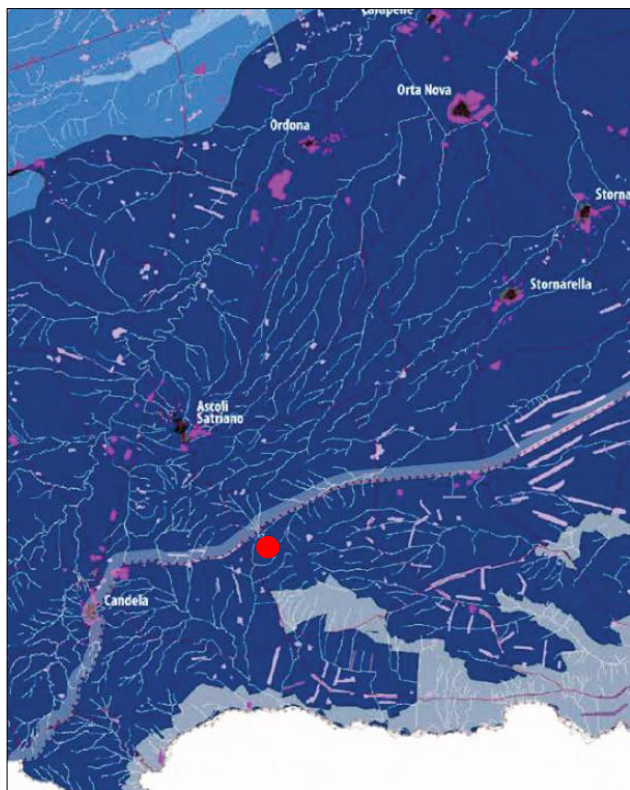 Orta Nova
Ordona
Storna
Stornarella
Ascoli
Satriano
Candela